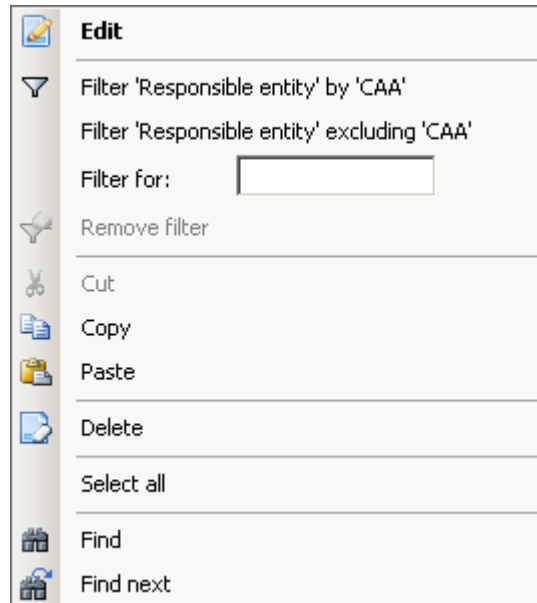 Edit
Filter 'Responsible entity' by 'CAA'
Filter 'Responsible entity' excluding 'CAA'
Filter for:
Remove filter
Cut
Copy
Paste
Delete
Select all
Find
Find next